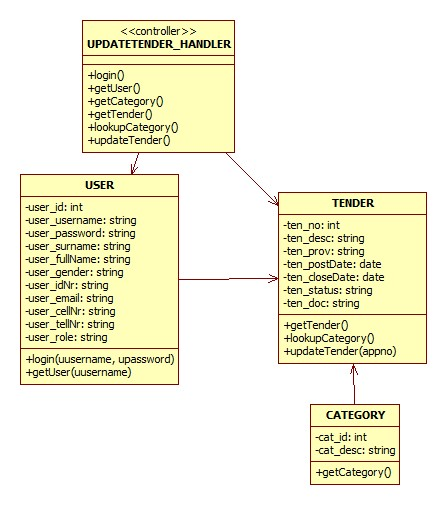 <<controller>>
UPDATETENDER_HANDLER
+login()
+getUser()
+getCategory()
+getTender()
+lookupCategory()
+updateTender()
USER
-user_id: int
-user_username: string
-user_password: string
-user_surname: string
-user_fullName: string
-user_gender: string
-user_idNr: string
-user_email: string
-user_cellNr: string
-user_tellNr: string
-user_role: string
+login(uusername, upassword)
+getUser(uusername)
TENDER
-ten_no: int
-ten_desc: string
-ten_prov: string
-ten_postDate: date
-ten_closeDate: date
-ten_status: string
-ten_doc: string
+getTender()
+lookupCategory()
+updateTender(appno)
CATEGORY
-cat_id: int
-cat_desc: string
+getCategory()